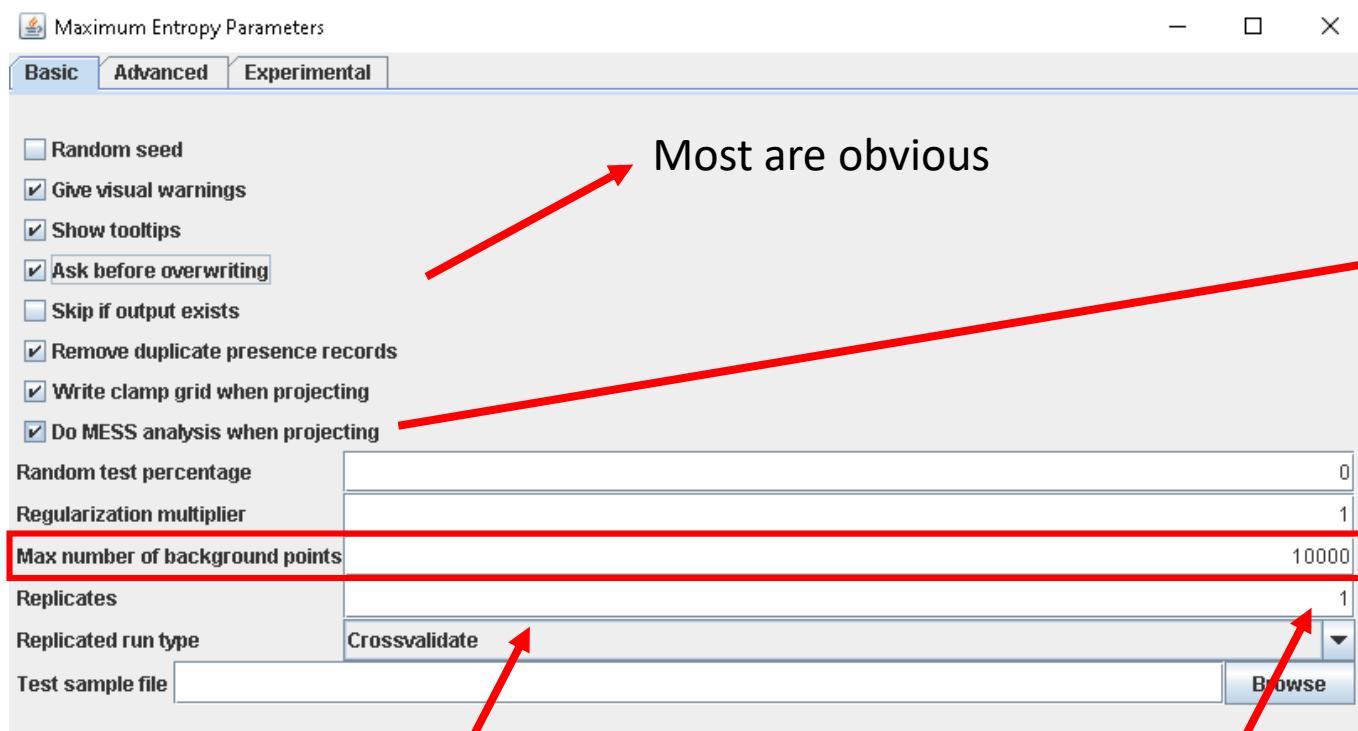 Maximum Entropy Parameters
Basic Advanced Experimental
Random seed
Most are obvious
Give visual warnings
Show tooltips
Ask before overwriting
Skip if output exists
Remove duplicate presence records
Write clamp grid when projecting
Do MESS analysis when projecting
Random test percentage 0
Regularization multiplier 1
Max number of background points 10000
Replicates 1
Replicated run type Crossvalidate
Test sample file Browse